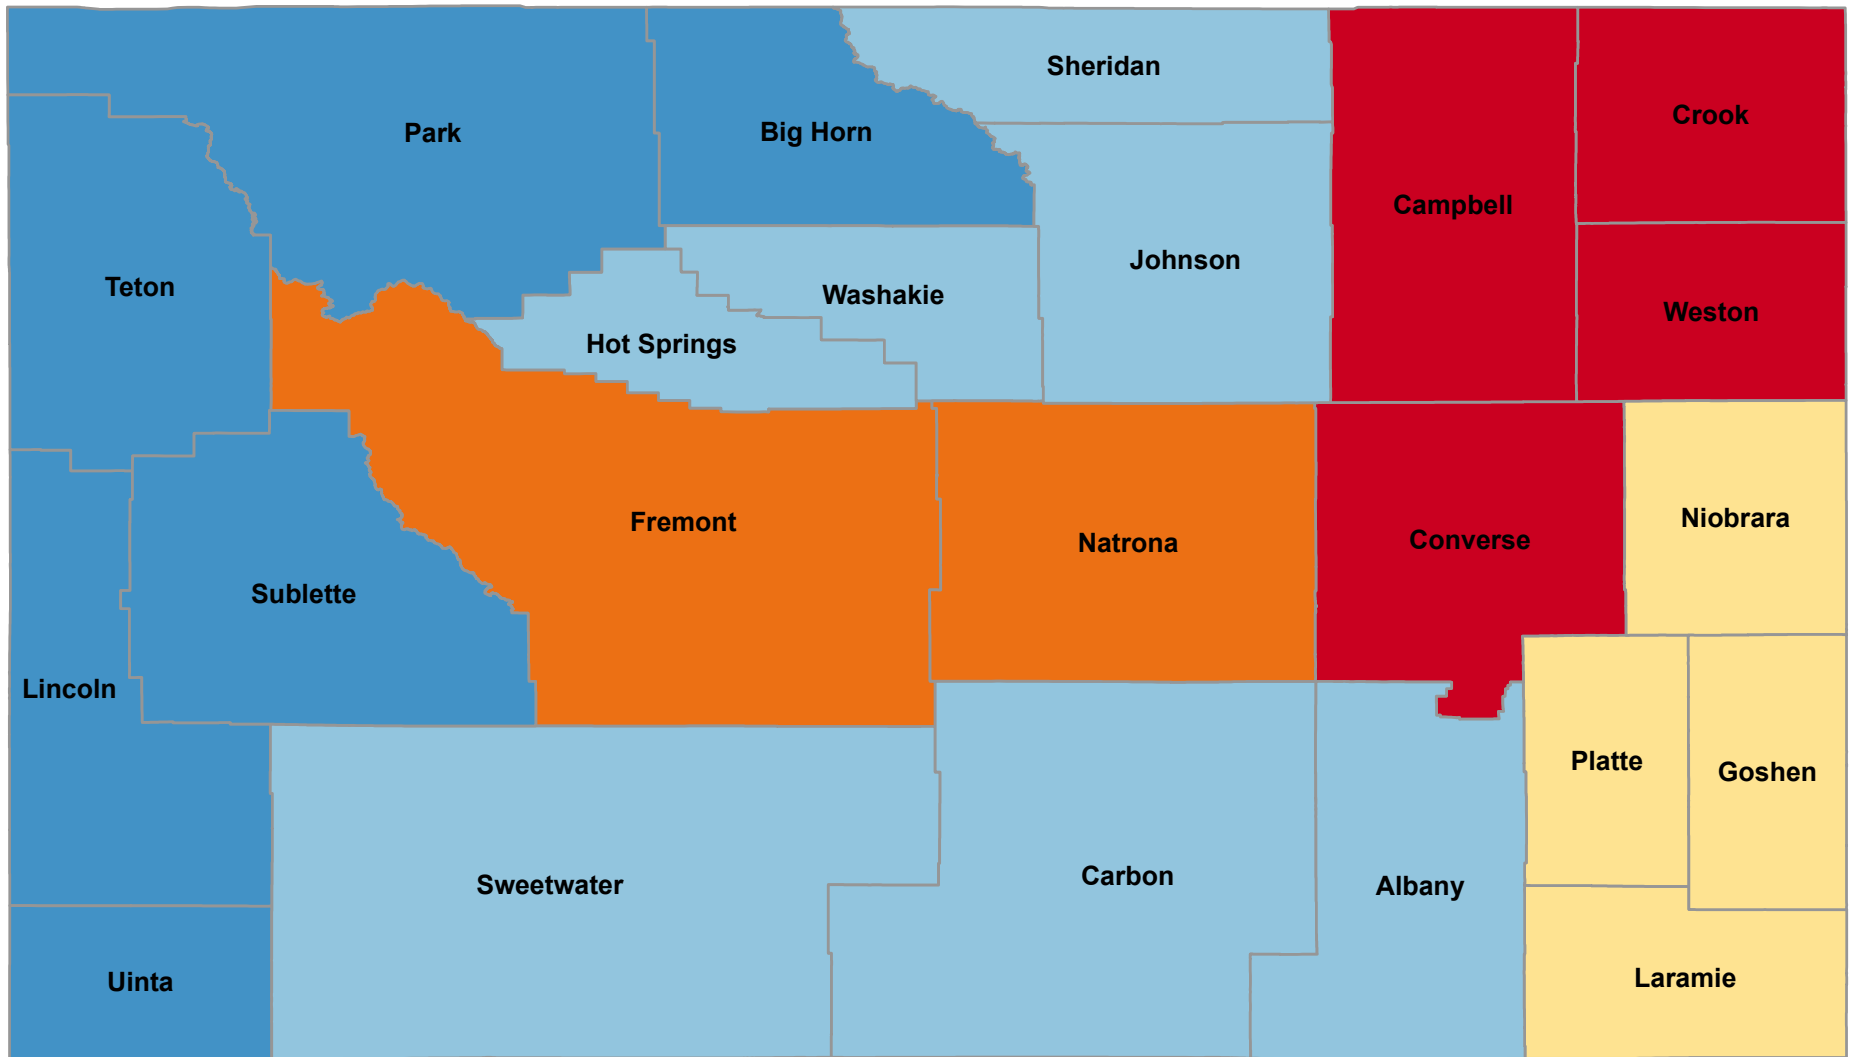 Sheridan
Crook
Park
Big Horn
Campbell
Johnson
Teton
Washakie
Weston
Hot Springs
Niobrara
Fremont
Natrona
Converse
Sublette
Lincoln
Platte
Goshen
Sweetwater
Carbon
Albany
Uinta
Laramie